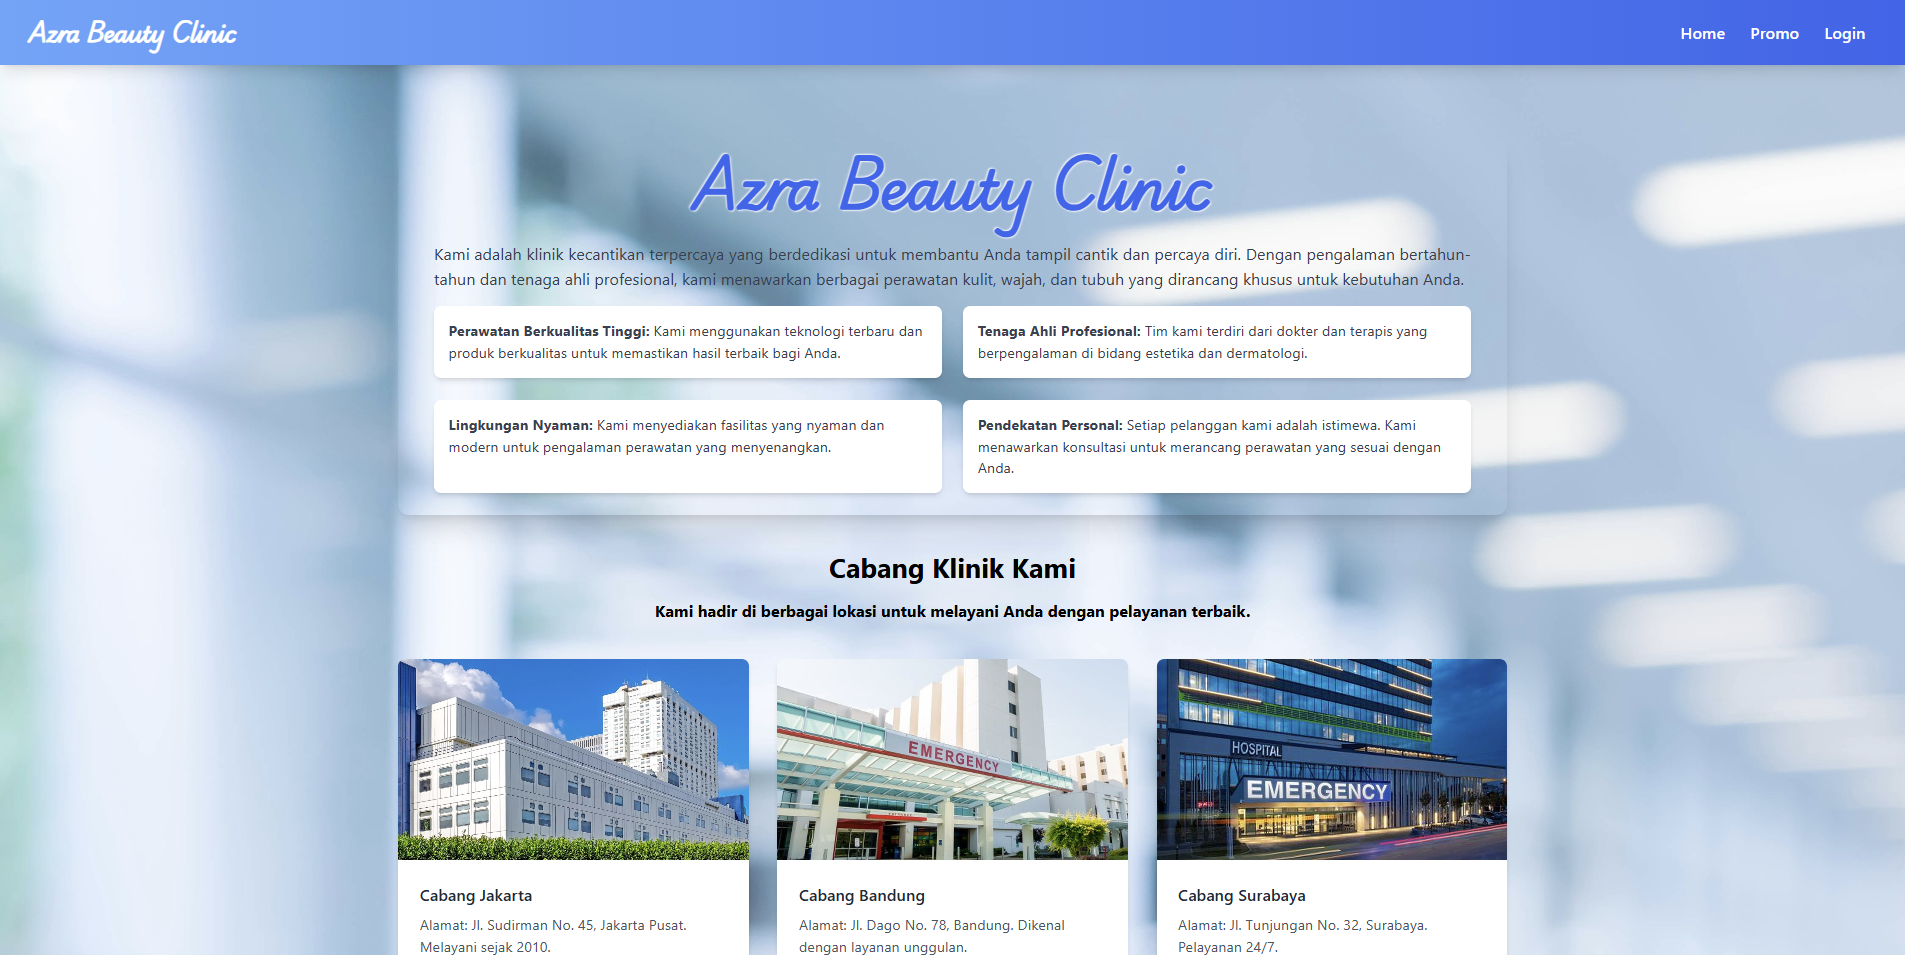 Azra Beauty Clinic
Home Promo Login
Azra Beauty Clinic
Kami adalah klinik kecantikan terpercaya yang berdedikasi untuk membantu Anda tampil cantik dan percaya diri. Dengan pengalaman bertahun-
tahun dan tenaga ahli profesional, kami menawarkan berbagai perawatan kulit, wajah, dan tubuh yang dirancang khusus untuk kebutuhan Anda.
Perawatan Berkualitas Tinggi: Kami menggunakan teknologi terbaru dan
produk berkualitas untuk memastikan hasil terbaik bagi Anda.
Tenaga Ahli Profesional: Tim kami terdiri dari dokter dan terapis yang
berpengalaman di bidang estetika dan dermatologi.
Lingkungan Nyaman: Kami menyediakan fasilitas yang nyaman dan
modern untuk pengalaman perawatan yang menyenangkan.
Pendekatan Personal: Setiap pelanggan kami adalah istimewa. Kami
menawarkan konsultasi untuk merancang perawatan yang sesuai dengan
Anda.
Cabang Klinik Kami
Kami hadir di berbagai lokasi untuk melayani Anda dengan pelayanan terbaik.
EMERGENCY
HOSPITAL
EMERGENCY
Cabang Jakarta
Alamat: Jl. Sudirman No. 45, Jakarta Pusat.
Melayani sejak 2010.
Cabang Bandung
Alamat: Jl. Dago No. 78, Bandung. Dikenal
dengan layanan unggulan.
Cabang Surabaya
Alamat: Jl. Tunjungan No. 32, Surabaya.
Pelayanan 24/7.